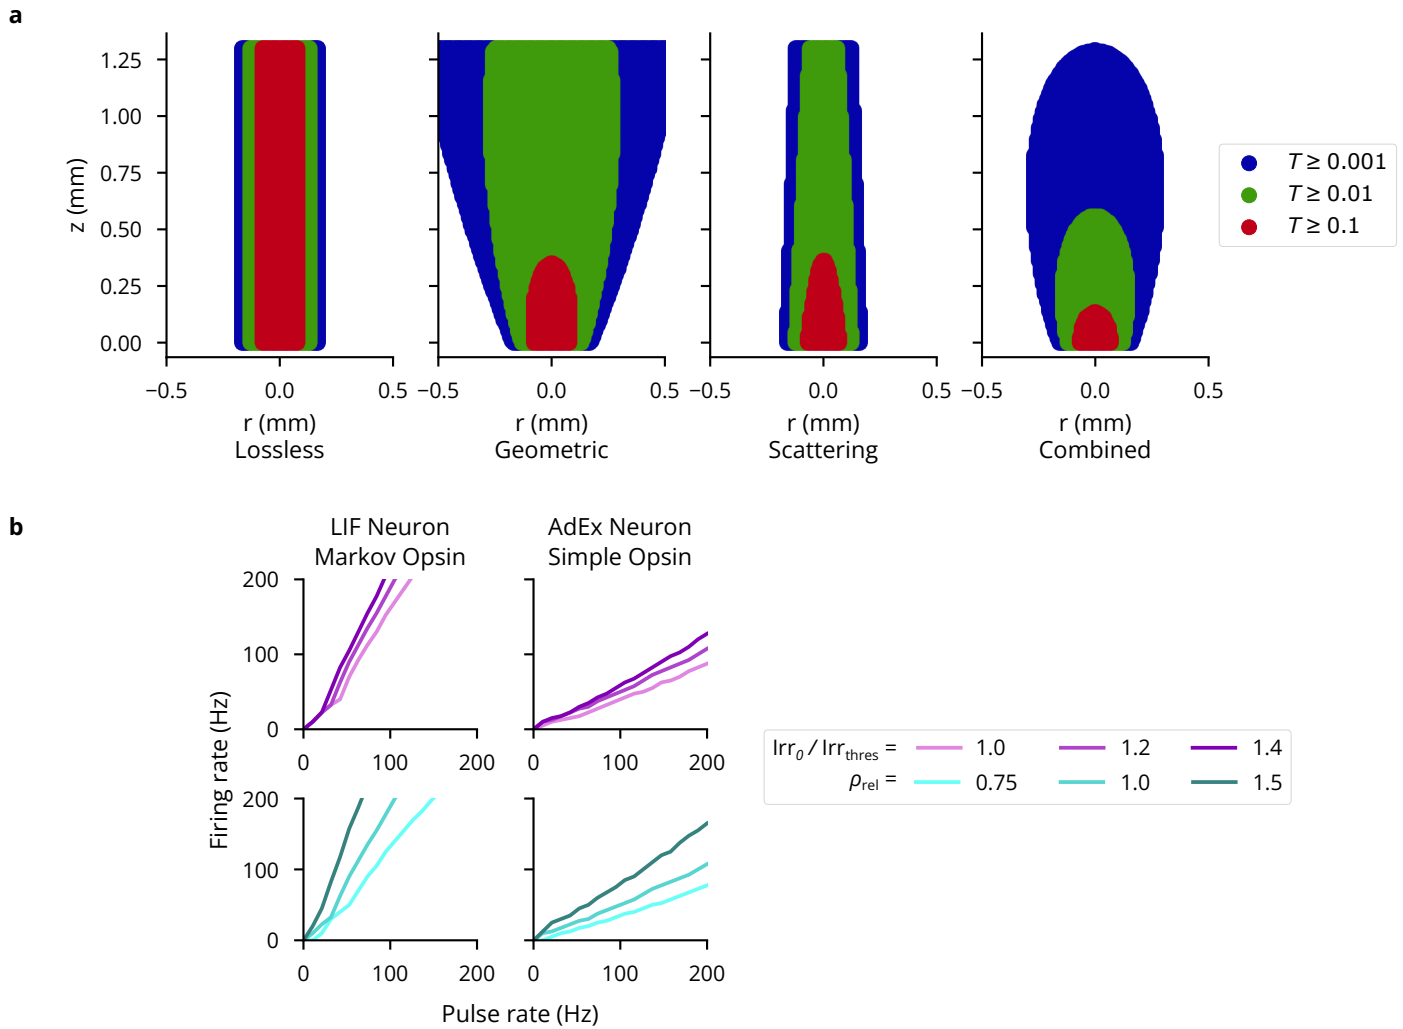 a
1.25
1.00
0.75
0.50
0.25
0.00
z (mm)
−0.5 0.0 0.5
r (mm)
Lossless
−0.5 0.0 0.5
r (mm)
Geometric
−0.5 0.0 0.5
r (mm)
Scattering
−0.5 0.0 0.5
r (mm)
Combined
T ≥ 0.001
T ≥ 0.01
T ≥ 0.1
b
LIF Neuron
Markov Opsin
AdEx Neuron
Simple Opsin
200
100
0
0 100 200
0 100 200
200
100
0
0 100 200
0 100 200
Firing rate (Hz)
Pulse rate (Hz)
Irr0 / Irrthres = 1.0 1.2 1.4
ρrel = 0.75 1.0 1.5